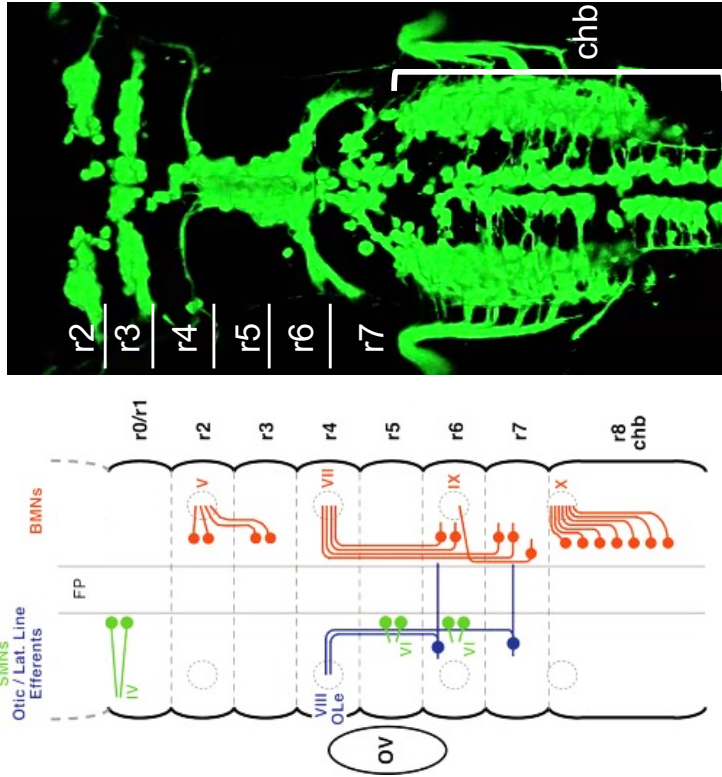 r2
r3
r4
r5
r6
r7
chb
SMNs
Otic / Lat. Line
Efferents
FP
BMNs
IV
V
r0/r1
r2
r3
VIII
OLe
VII
r4
VI
r5
OV
VI
IX
r6
r7
X
r8
chb